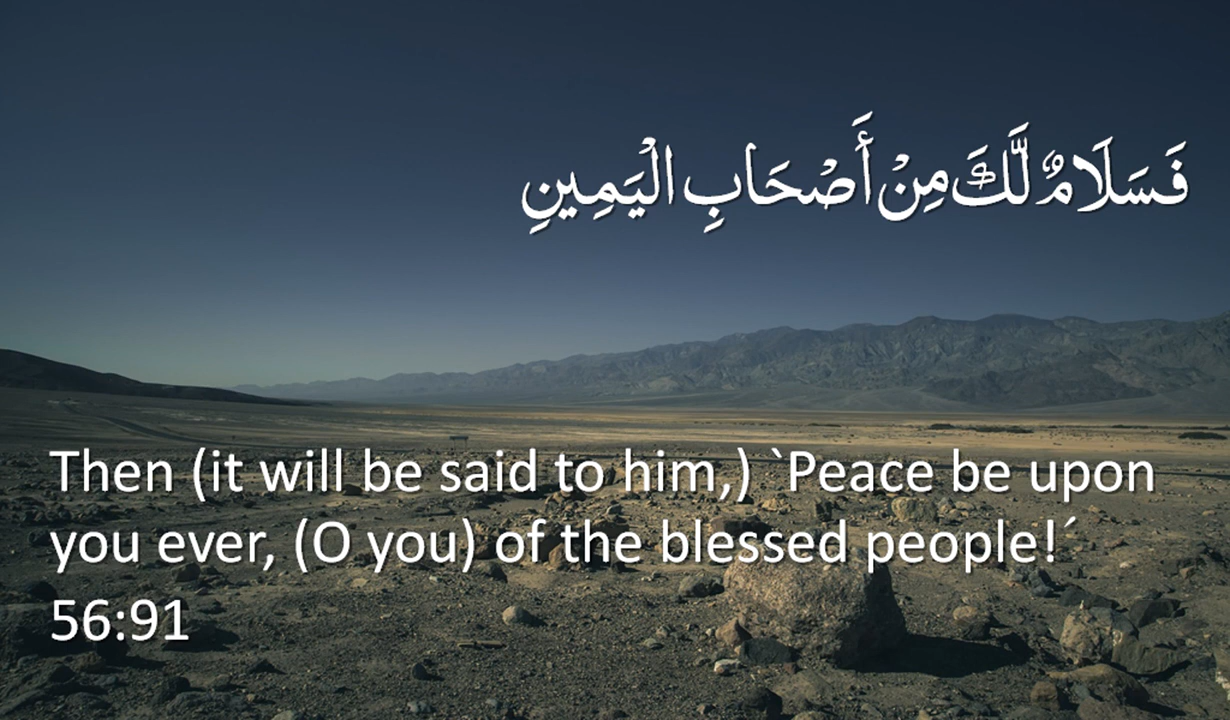 فَسَلَامٌ لَّكَ مِنْ أَصْحَابِ الْيَمِينِ
Then (it will be said to him,) `Peace be upon
you ever, (O you) of the blessed people!´
56:91